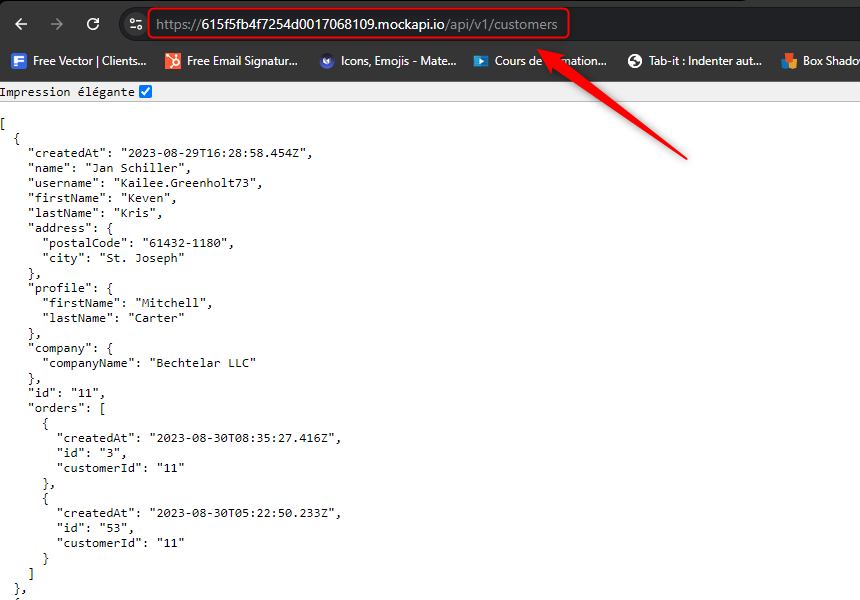 https://615f5fb4f7254d0017068109.mockapi.io/api/v1/customers
Free Vector | Clients... Free Email Signatur... Icons, Emojis - Mate... Cours de mation... Tab-it : Indenter aut... Box Shado
Impression élégante
[
  {
    "createdAt": "2023-08-29T16:28:58.454Z",
    "name": "Jan Schiller",
    "username": "Kailee.Greenholt73",
    "firstName": "Keven",
    "lastName": "Kris",
    "address": {
      "postalCode": "61432-1180",
      "city": "St. Joseph"
    },
    "profile": {
      "firstName": "Mitchell",
      "lastName": "Carter"
    },
    "company": {
      "companyName": "Bechtelar LLC"
    },
    "id": "11",
    "orders": [
      {
        "createdAt": "2023-08-30T08:35:27.416Z",
        "id": "3",
        "customerId": "11"
      },
      {
        "createdAt": "2023-08-30T05:22:50.233Z",
        "id": "53",
        "customerId": "11"
      }
    ]
  },